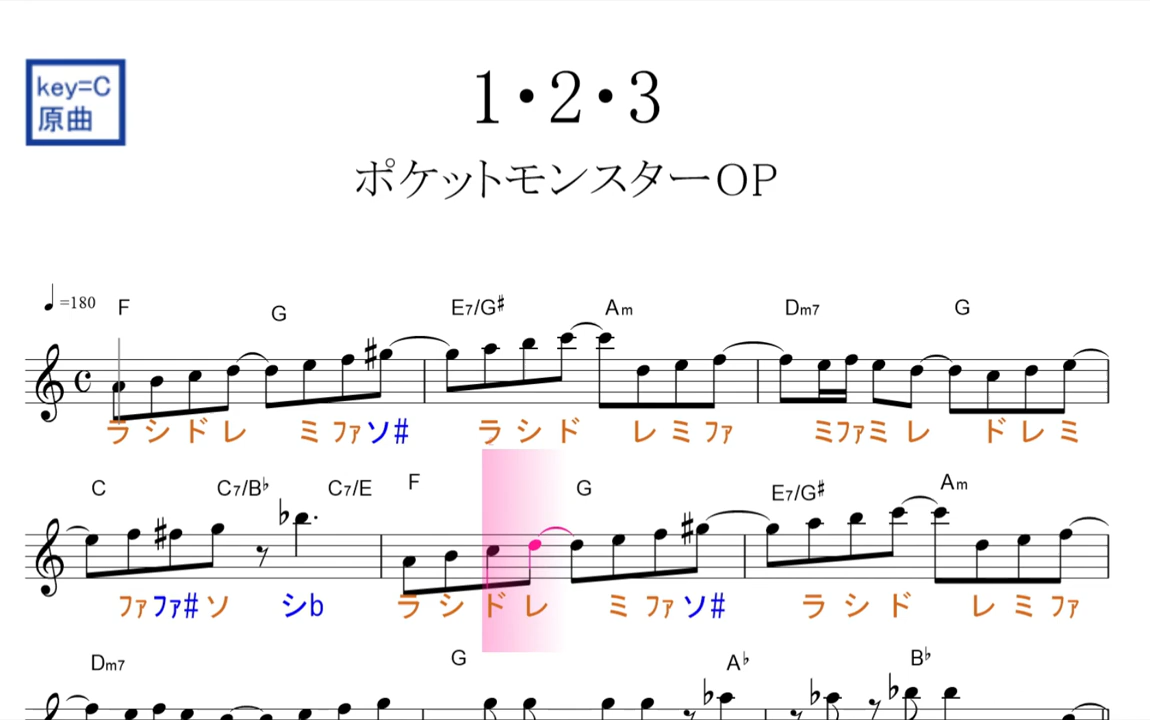 key=C
原曲
1・2・3
ポケットモンスターOP
♩=180 F G E7/G♯ Am Dm7 G
ラ シ ド レ ミ ファ ソ# ラ シ ド レ ミ ファ ミ ファ ミ レ ド レ ミ
C C7/B♭ C7/E F G E7/G♯ Am
ファ ファ# ソ シb ラ シ ド レ ミ ファ ソ# ラ シ ド レ ミ ファ
Dm7 G A♭ B♭